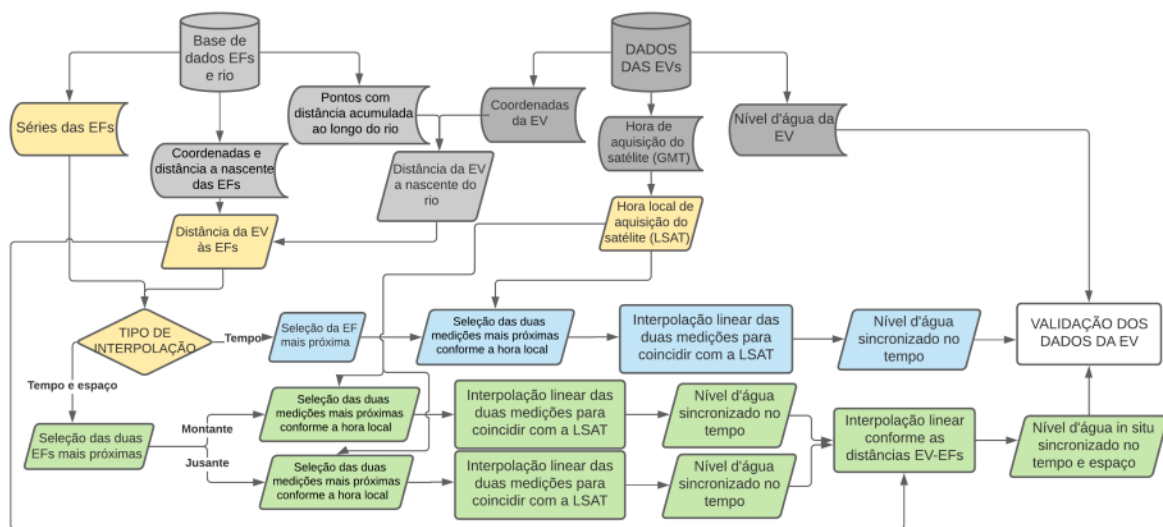 Base de
dados EFs
e rio
DADOS
DAS EVs
Séries das EFs
Pontos com
distância acumulada
ao longo do rio
Coordenadas
da EV
Hora de
aquisição do
satélite (GMT)
Nível d'água da
EV
Coordenadas e
distância a nascente
das EFs
Distância da EV
a nascente do
rio
Distância da EV
às EFs
Hora local de
aquisição do
satélite (LSAT)
TIPO DE
INTERPOLAÇÃO
Tempo
Seleção da EF
mais próxima
Seleção das duas
medições mais próximas
conforme a hora local
Interpolação linear das
duas medições para
coincidir com a LSAT
Nível d'água
sincronizado no
tempo
VALIDAÇÃO DOS
DADOS DA EV
Tempo e espaço
Seleção das duas
EFs mais próximas
Montante
Seleção das duas
medições mais próximas
conforme a hora local
Interpolação linear das
duas medições para
coincidir com a LSAT
Nível d'água
sincronizado no
tempo
Jusante
Seleção das duas
medições mais próximas
conforme a hora local
Interpolação linear das
duas medições para
coincidir com a LSAT
Nível d'água
sincronizado no
tempo
Interpolação linear
conforme as
distâncias EV-EFs
Nível d'água in situ
sincronizado no
tempo e espaço